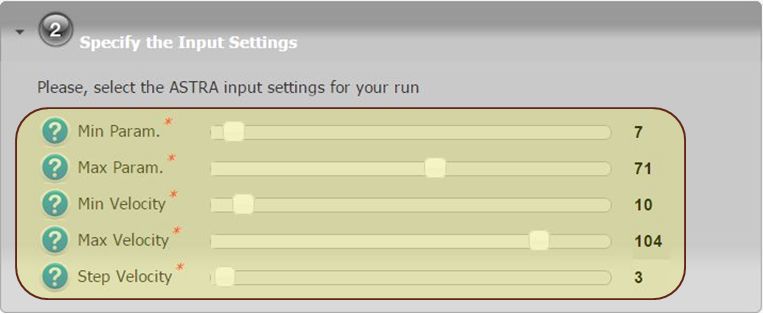 2 Specify the Input Settings
Please, select the ASTRA input settings for your run
? Min Param.* 7
? Max Param.* 71
? Min Velocity* 10
? Max Velocity* 104
? Step Velocity* 3